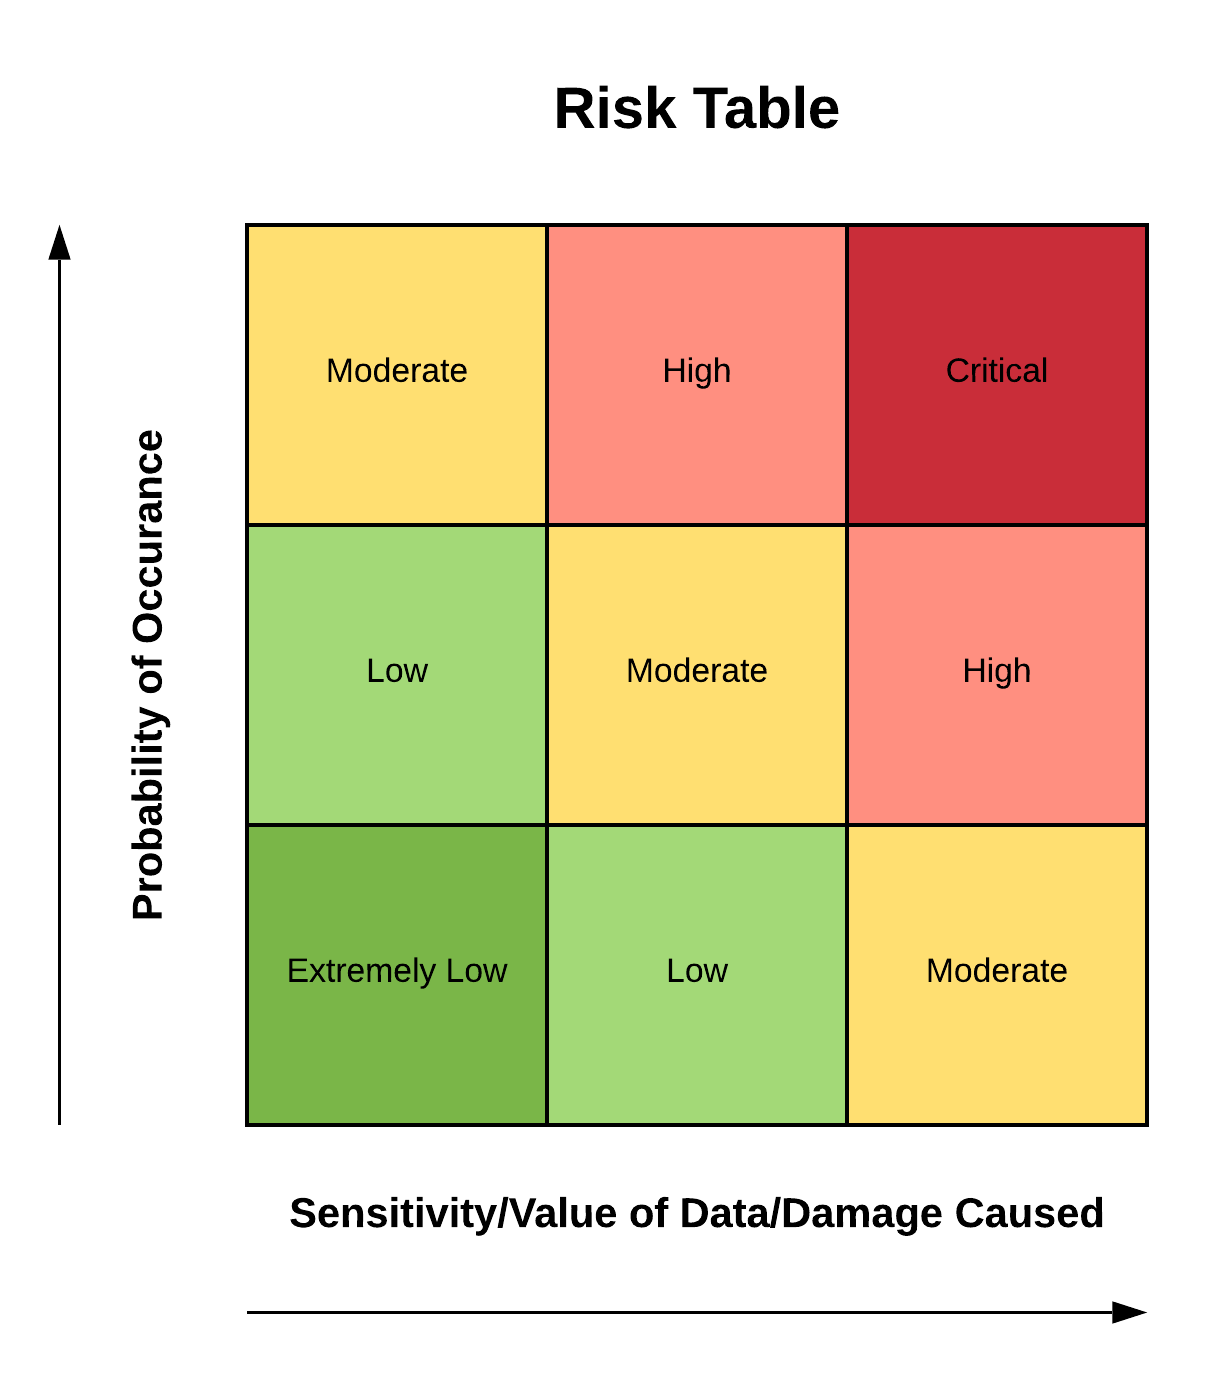 Risk Table
Probability of Occurance
Moderate
High
Critical
Low
Moderate
High
Extremely Low
Low
Moderate
Sensitivity/Value of Data/Damage Caused